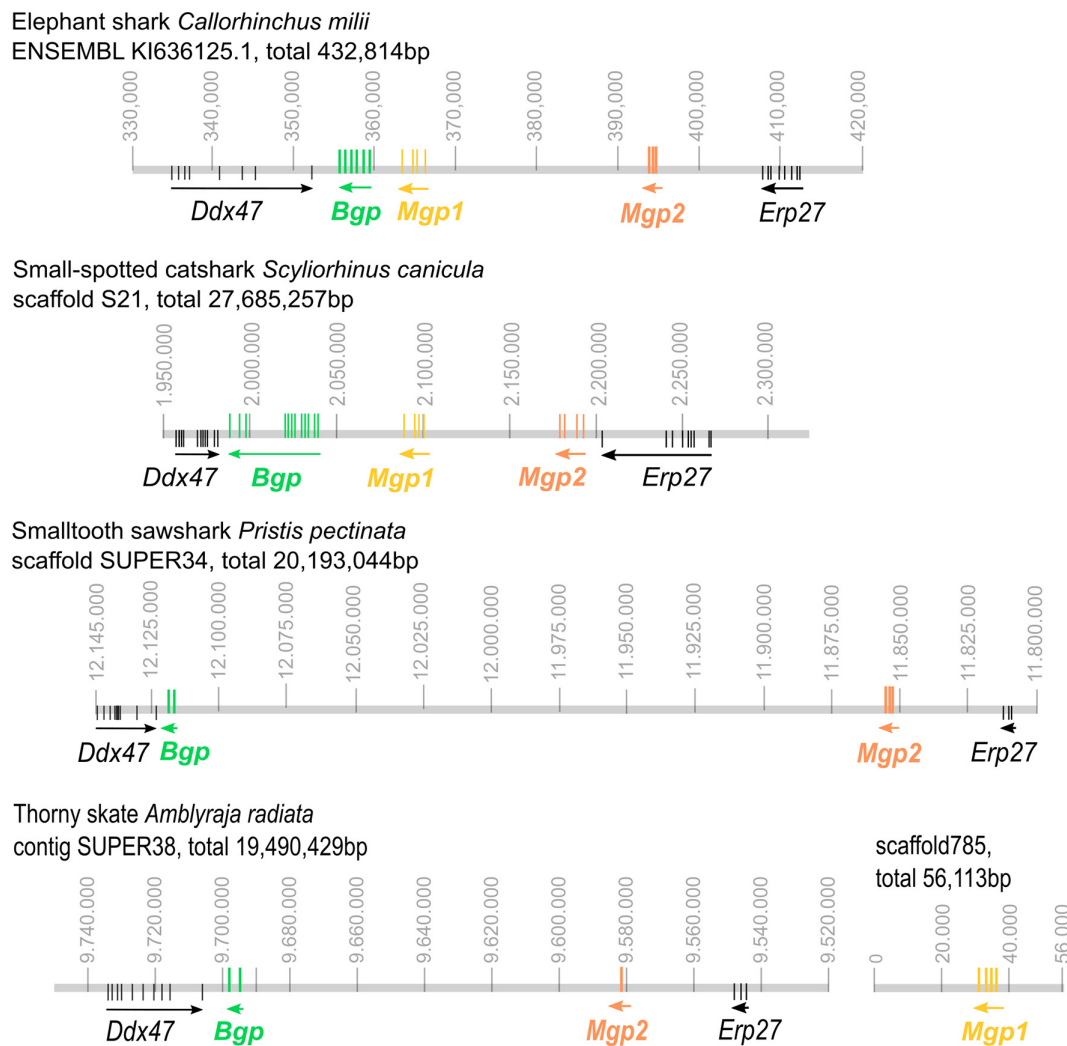 Elephant shark Callorhinchus milii
ENSEMBL KI636125.1, total 432,814bp
330,000 340,000 350,000 360,000 370,000 380,000 390,000 400,000 410,000 420,000
Ddx47 Bgp Mgp1 Mgp2 Erp27
Small-spotted catshark Scyliorhinus canicula
scaffold S21, total 27,685,257bp
1.950.000 2.000.000 2.050.000 2.100.000 2.150.000 2.200.000 2.250.000 2.300.000
Ddx47 Bgp Mgp1 Mgp2 Erp27
Smalltooth sawshark Pristis pectinata
scaffold SUPER34, total 20,193,044bp
12.145.000 12.125.000 12.100.000 12.075.000 12.050.000 12.025.000 12.000.000 11.975.000 11.950.000 11.925.000 11.900.000 11.875.000 11.850.000 11.825.000 11.800.000
Ddx47 Bgp Mgp2 Erp27
Thorny skate Amblyraja radiata
contig SUPER38, total 19,490,429bp
9.740.000 9.720.000 9.700.000 9.680.000 9.660.000 9.640.000 9.620.000 9.600.000 9.580.000 9.560.000 9.540.000 9.520.000
Ddx47 Bgp Mgp2 Erp27
scaffold785,
total 56,113bp
0 20.000 40.000 56.000
Mgp1